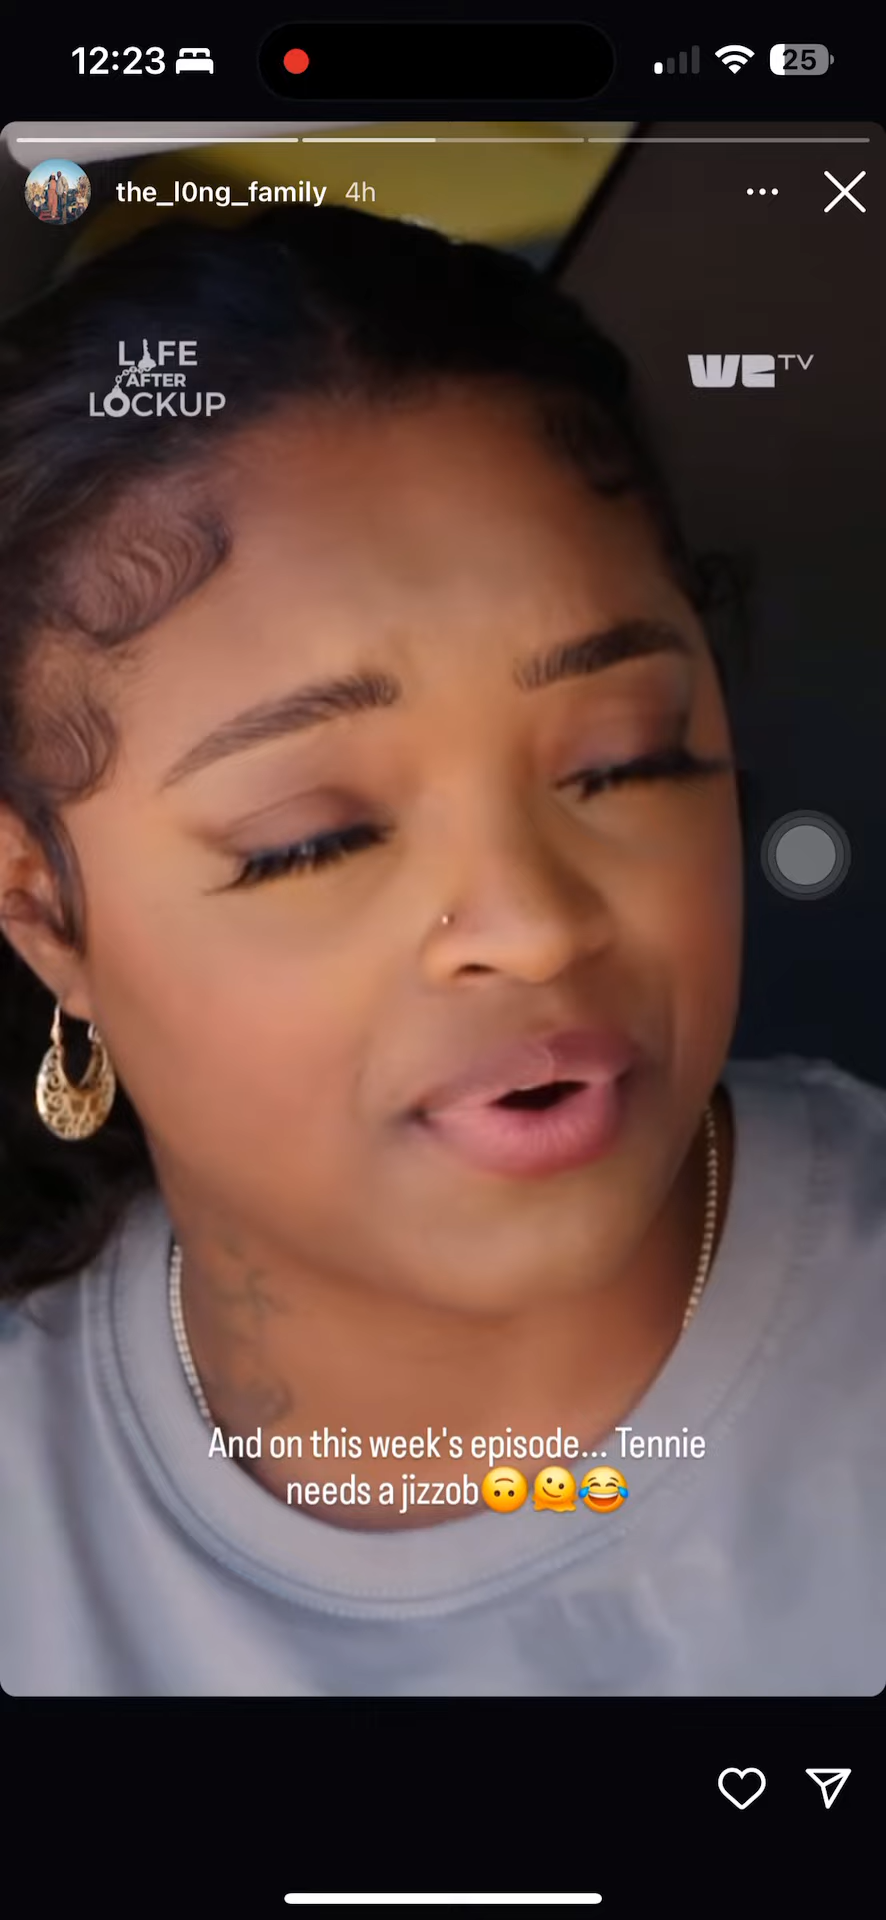 12:23
25
the_l0ng_family 4h
LIFE
AFTER
LOCKUP
WE TV
And on this week's episode... Tennie
needs a jizzob🙃🫠😂